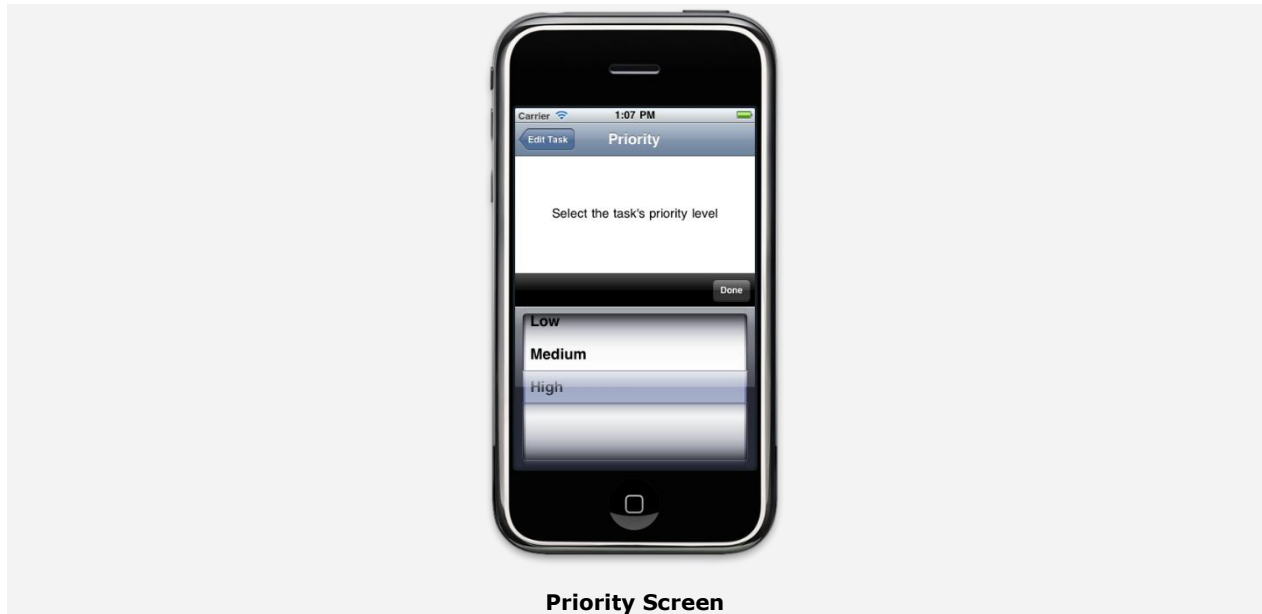 Carrier 1:07 PM
Edit Task Priority
Select the task's priority level
Done
Low
Medium
High
Priority Screen